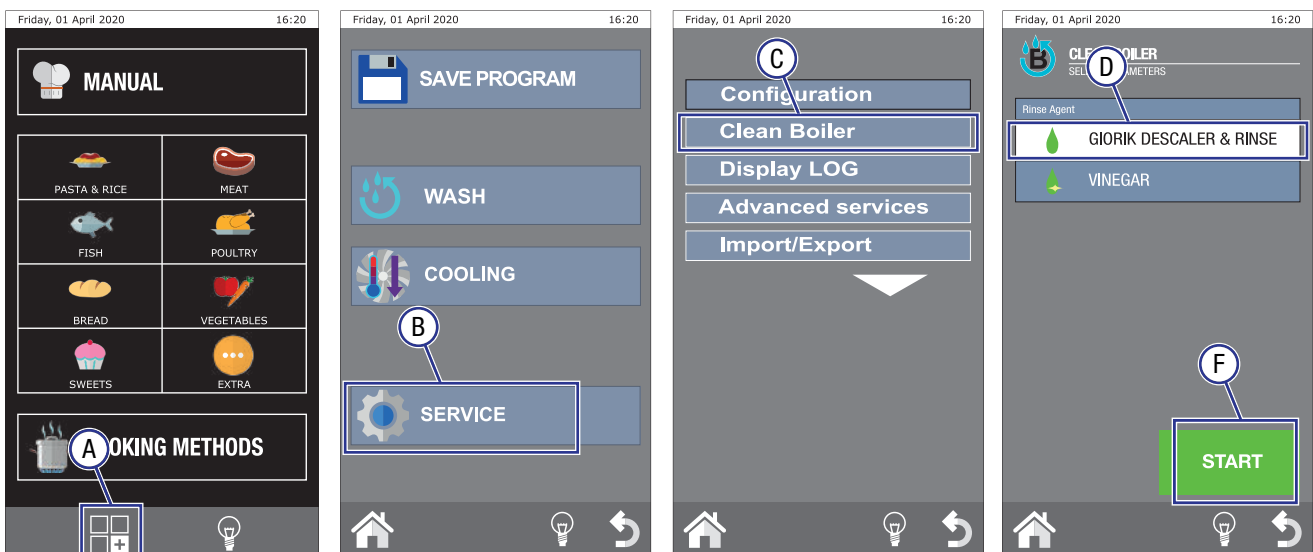 Friday, 01 April 2020 16:20
MANUAL
PASTA & RICE MEAT
FISH POULTRY
BREAD VEGETABLES
SWEETS EXTRA
A OKING METHODS
Friday, 01 April 2020 16:20
SAVE PROGRAM
WASH
COOLING
B
SERVICE
Friday, 01 April 2020 16:20
C
Configuration
Clean Boiler
Display LOG
Advanced services
Import/Export
Friday, 01 April 2020 16:20
B
D
Rinse Agent
GIORIK DESCALER & RINSE
VINEGAR
F
START